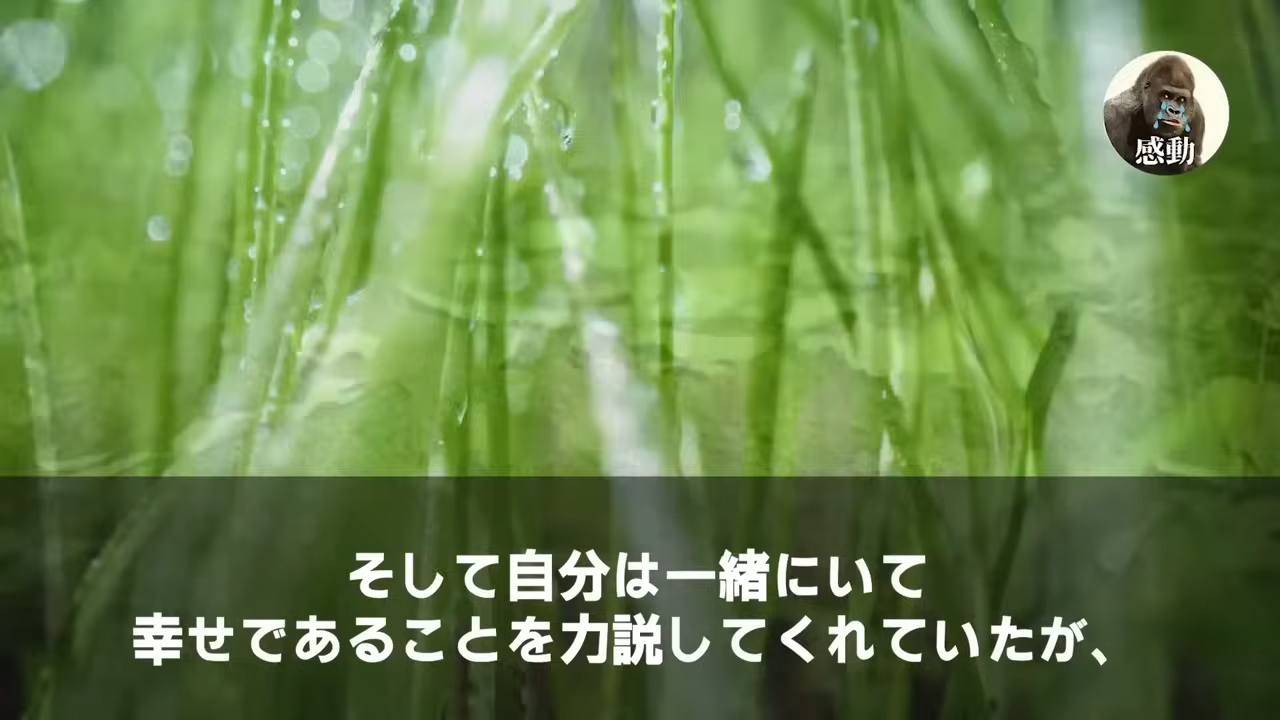 感動
そして自分は一緒にいて
幸せであることを力説してくれていたが、